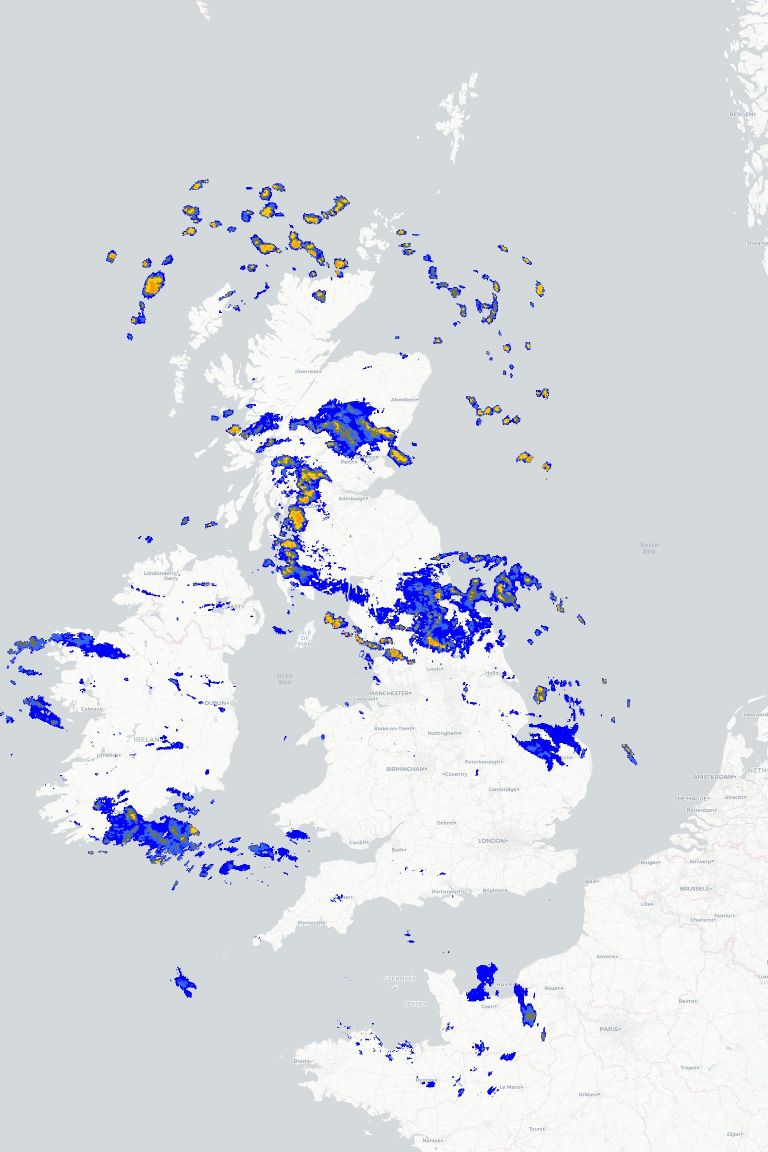 BERGEN
Stavanger
Inverness
Aberdeen
Perth
Edinburgh
North
Sea
Londonderry/
Derry
ISLE
OF
MAN
Leeds
Irish
Sea
Hull
MANCHESTER
Liverpool
Galway
DUBLIN
Stoke-on-Trent
Nottingham
IRELAND
Limerick
Peterborough
BIRMINGHAM
Coventry
Cambridge
AMSTERDAM
NETH
THE HAGUE
Utrecht
Rotterdam
Oxford
LONDON
Cardiff
Bath
Bruges
Antwerp
Calais
BRUSSELS
Portsmouth
Brighton
Lille
Namur
Charleroi
Plymouth
Amiens
GUERNSEY
HAVRE
Rouen
JERSEY
Caen
Reims
PARIS
Brest
Troyes
Rennes
Le Mans
Orléans
Tours
Nantes
Dijon